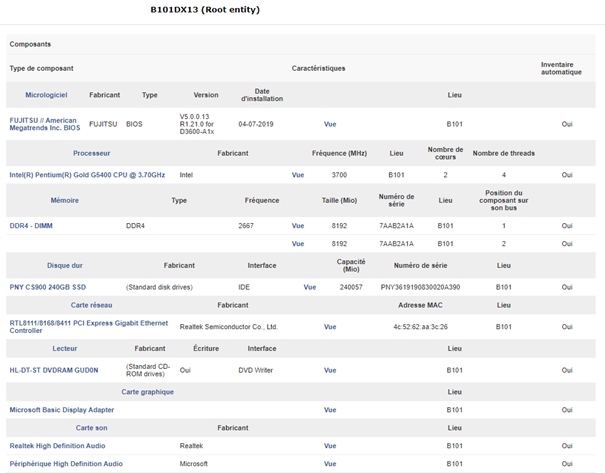 B101DX13 (Root entity)
Composants
Type de composant Caractéristiques Inventaire automatique
Micrologiciel Fabricant Type Version Date d'installation Lieu
FUJITSU // American Megatrends Inc. BIOS FUJITSU BIOS V5.0.0.13 R1.21.0 for D3600-A1x 04-07-2019 Vue B101 Oui
Processeur Fabricant Fréquence (MHz) Lieu Nombre de cœurs Nombre de threads
Intel(R) Pentium(R) Gold G5400 CPU @ 3.70GHz Intel Vue 3700 B101 2 4 Oui
Mémoire Type Fréquence Taille (Mio) Numéro de série Lieu Position du composant sur son bus
DDR4 - DIMM DDR4 2667 Vue 8192 7AAB2A1A B101 1 Oui
Vue 8192 7AAB2A1A B101 2 Oui
Disque dur Fabricant Interface Capacité (Mio) Numéro de série Lieu
PNY CS900 240GB SSD (Standard disk drives) IDE Vue 240057 PNY3619190830020A390 B101 Oui
Carte réseau Fabricant Adresse MAC Lieu
RTL8111/8168/8411 PCI Express Gigabit Ethernet Controller Realtek Semiconductor Co., Ltd. Vue 4c:52:62:aa:3c:26 B101 Oui
Lecteur Fabricant Écriture Interface Lieu
HL-DT-ST DVDRAM GUD0N (Standard CD-ROM drives) Oui DVD Writer Vue B101 Oui
Carte graphique Lieu
Microsoft Basic Display Adapter Vue B101 Oui
Carte son Fabricant Lieu
Realtek High Definition Audio Realtek Vue B101 Oui
Périphérique High Definition Audio Microsoft Vue B101 Oui